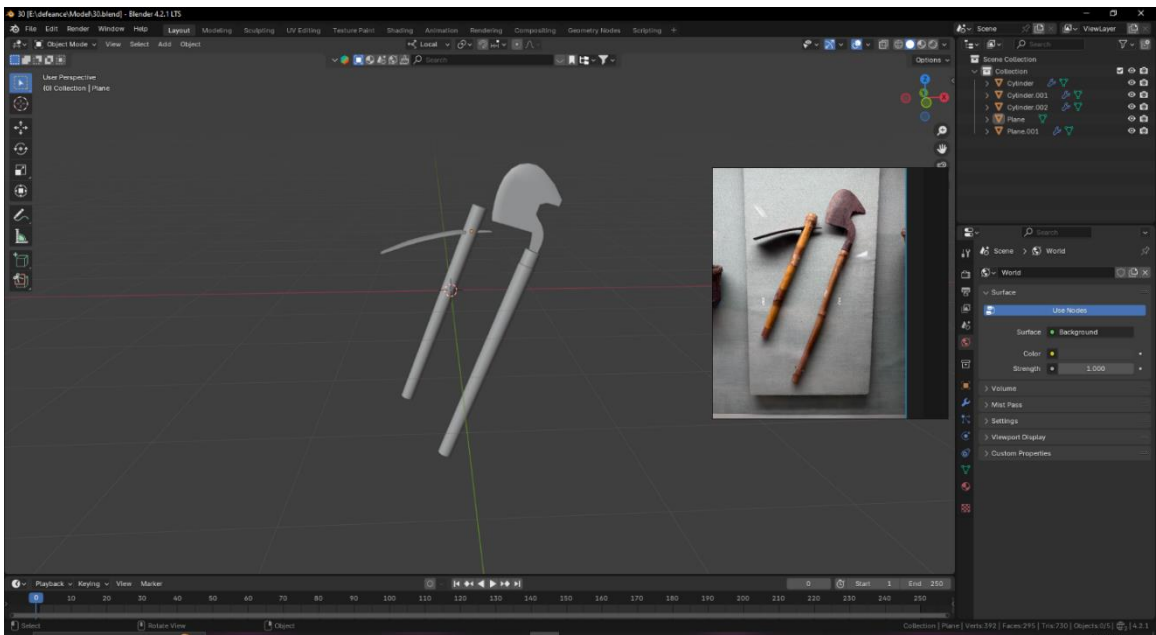 30 [E:\defeance\Model\30.blend] - Blender 4.2.1 LTS
File Edit Render Window Help Layout Modeling Sculpting UV Editing Texture Paint Shading Animation Rendering Compositing Geometry Nodes Scripting + Scene ViewLayer
Object Mode View Select Add Object Local Search
Search Options Scene Collection
User Perspective
(0) Collection | Plane
Collection
Cylinder
Cylinder.001
Cylinder.002
Plane
Plane.001
Search
Scene > World
World
Surface
Use Nodes
Surface Background
Color
Strength 1.000
Volume
Mist Pass
Settings
Viewport Display
Custom Properties
Playback Keying View Marker 0 Start 1 End 250
0 10 20 30 40 50 60 70 80 90 100 110 120 130 140 150 160 170 180 190 200 210 220 230 240 250
Select Rotate View Object Collection | Plane | Verts:392 | Faces:295 | Tris:730 | Objects:0/5 | 4.2.1